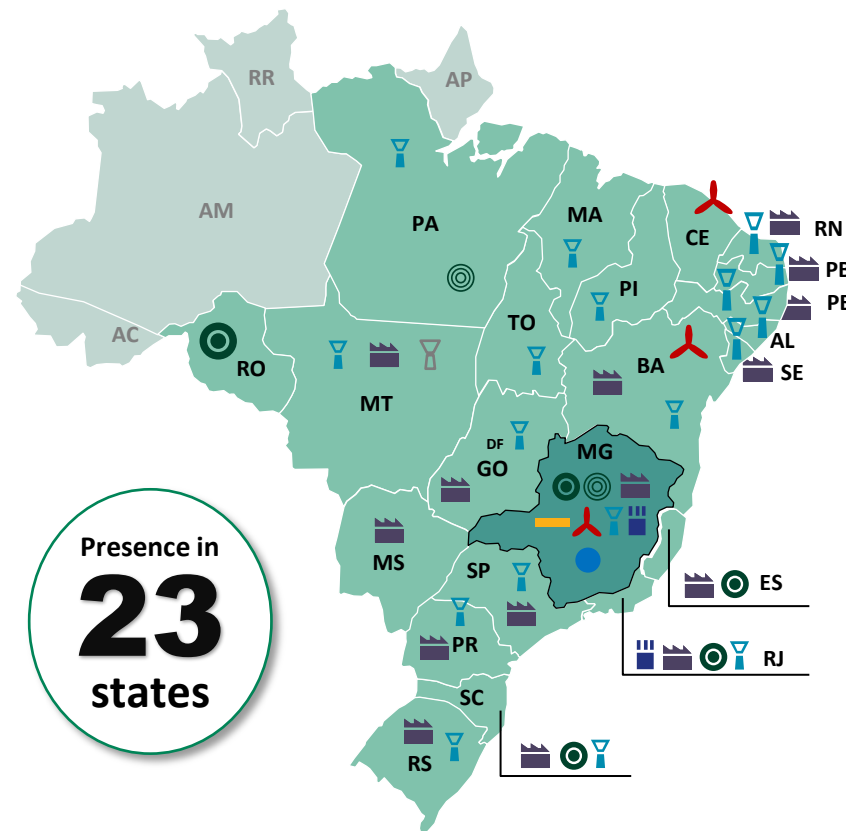 RR
AP
AM
PA
MA
CE
RN
PB
PI
PE
TO
AL
AC
RO
BA
SE
MT
MG
DF
GO
Presence in
23
states
MS
SP
ES
PR
RJ
SC
RS